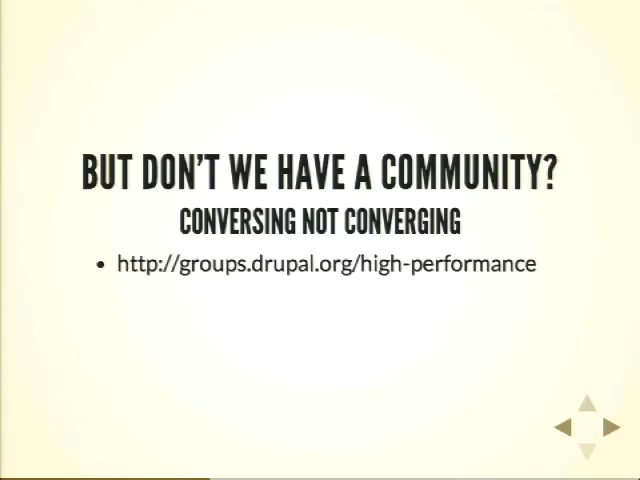 BUT DON'T WE HAVE A COMMUNITY?
CONVERSING NOT CONVERGING
• http://groups.drupal.org/high-performance